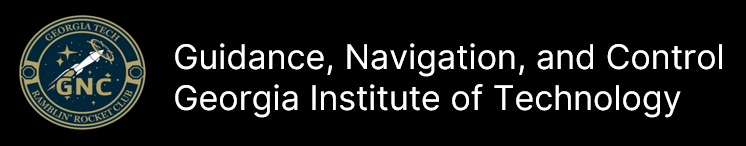 GEORGIA TECH
GNC
RAMBLIN' ROCKET CLUB
Guidance, Navigation, and Control
Georgia Institute of Technology